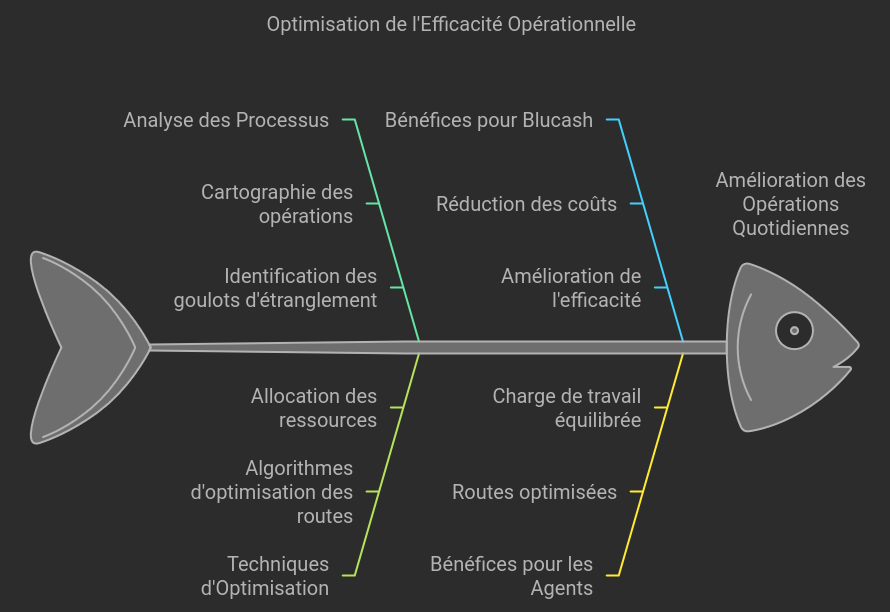 Optimisation de l'Efficacité Opérationnelle
Analyse des Processus
Cartographie des
opérations
Identification des
goulots d'étranglement
Bénéfices pour Blucash
Réduction des coûts
Amélioration de
l'efficacité
Amélioration des
Opérations
Quotidiennes
Allocation des
ressources
Algorithmes
d'optimisation des
routes
Techniques
d'Optimisation
Charge de travail
équilibrée
Routes optimisées
Bénéfices pour les
Agents